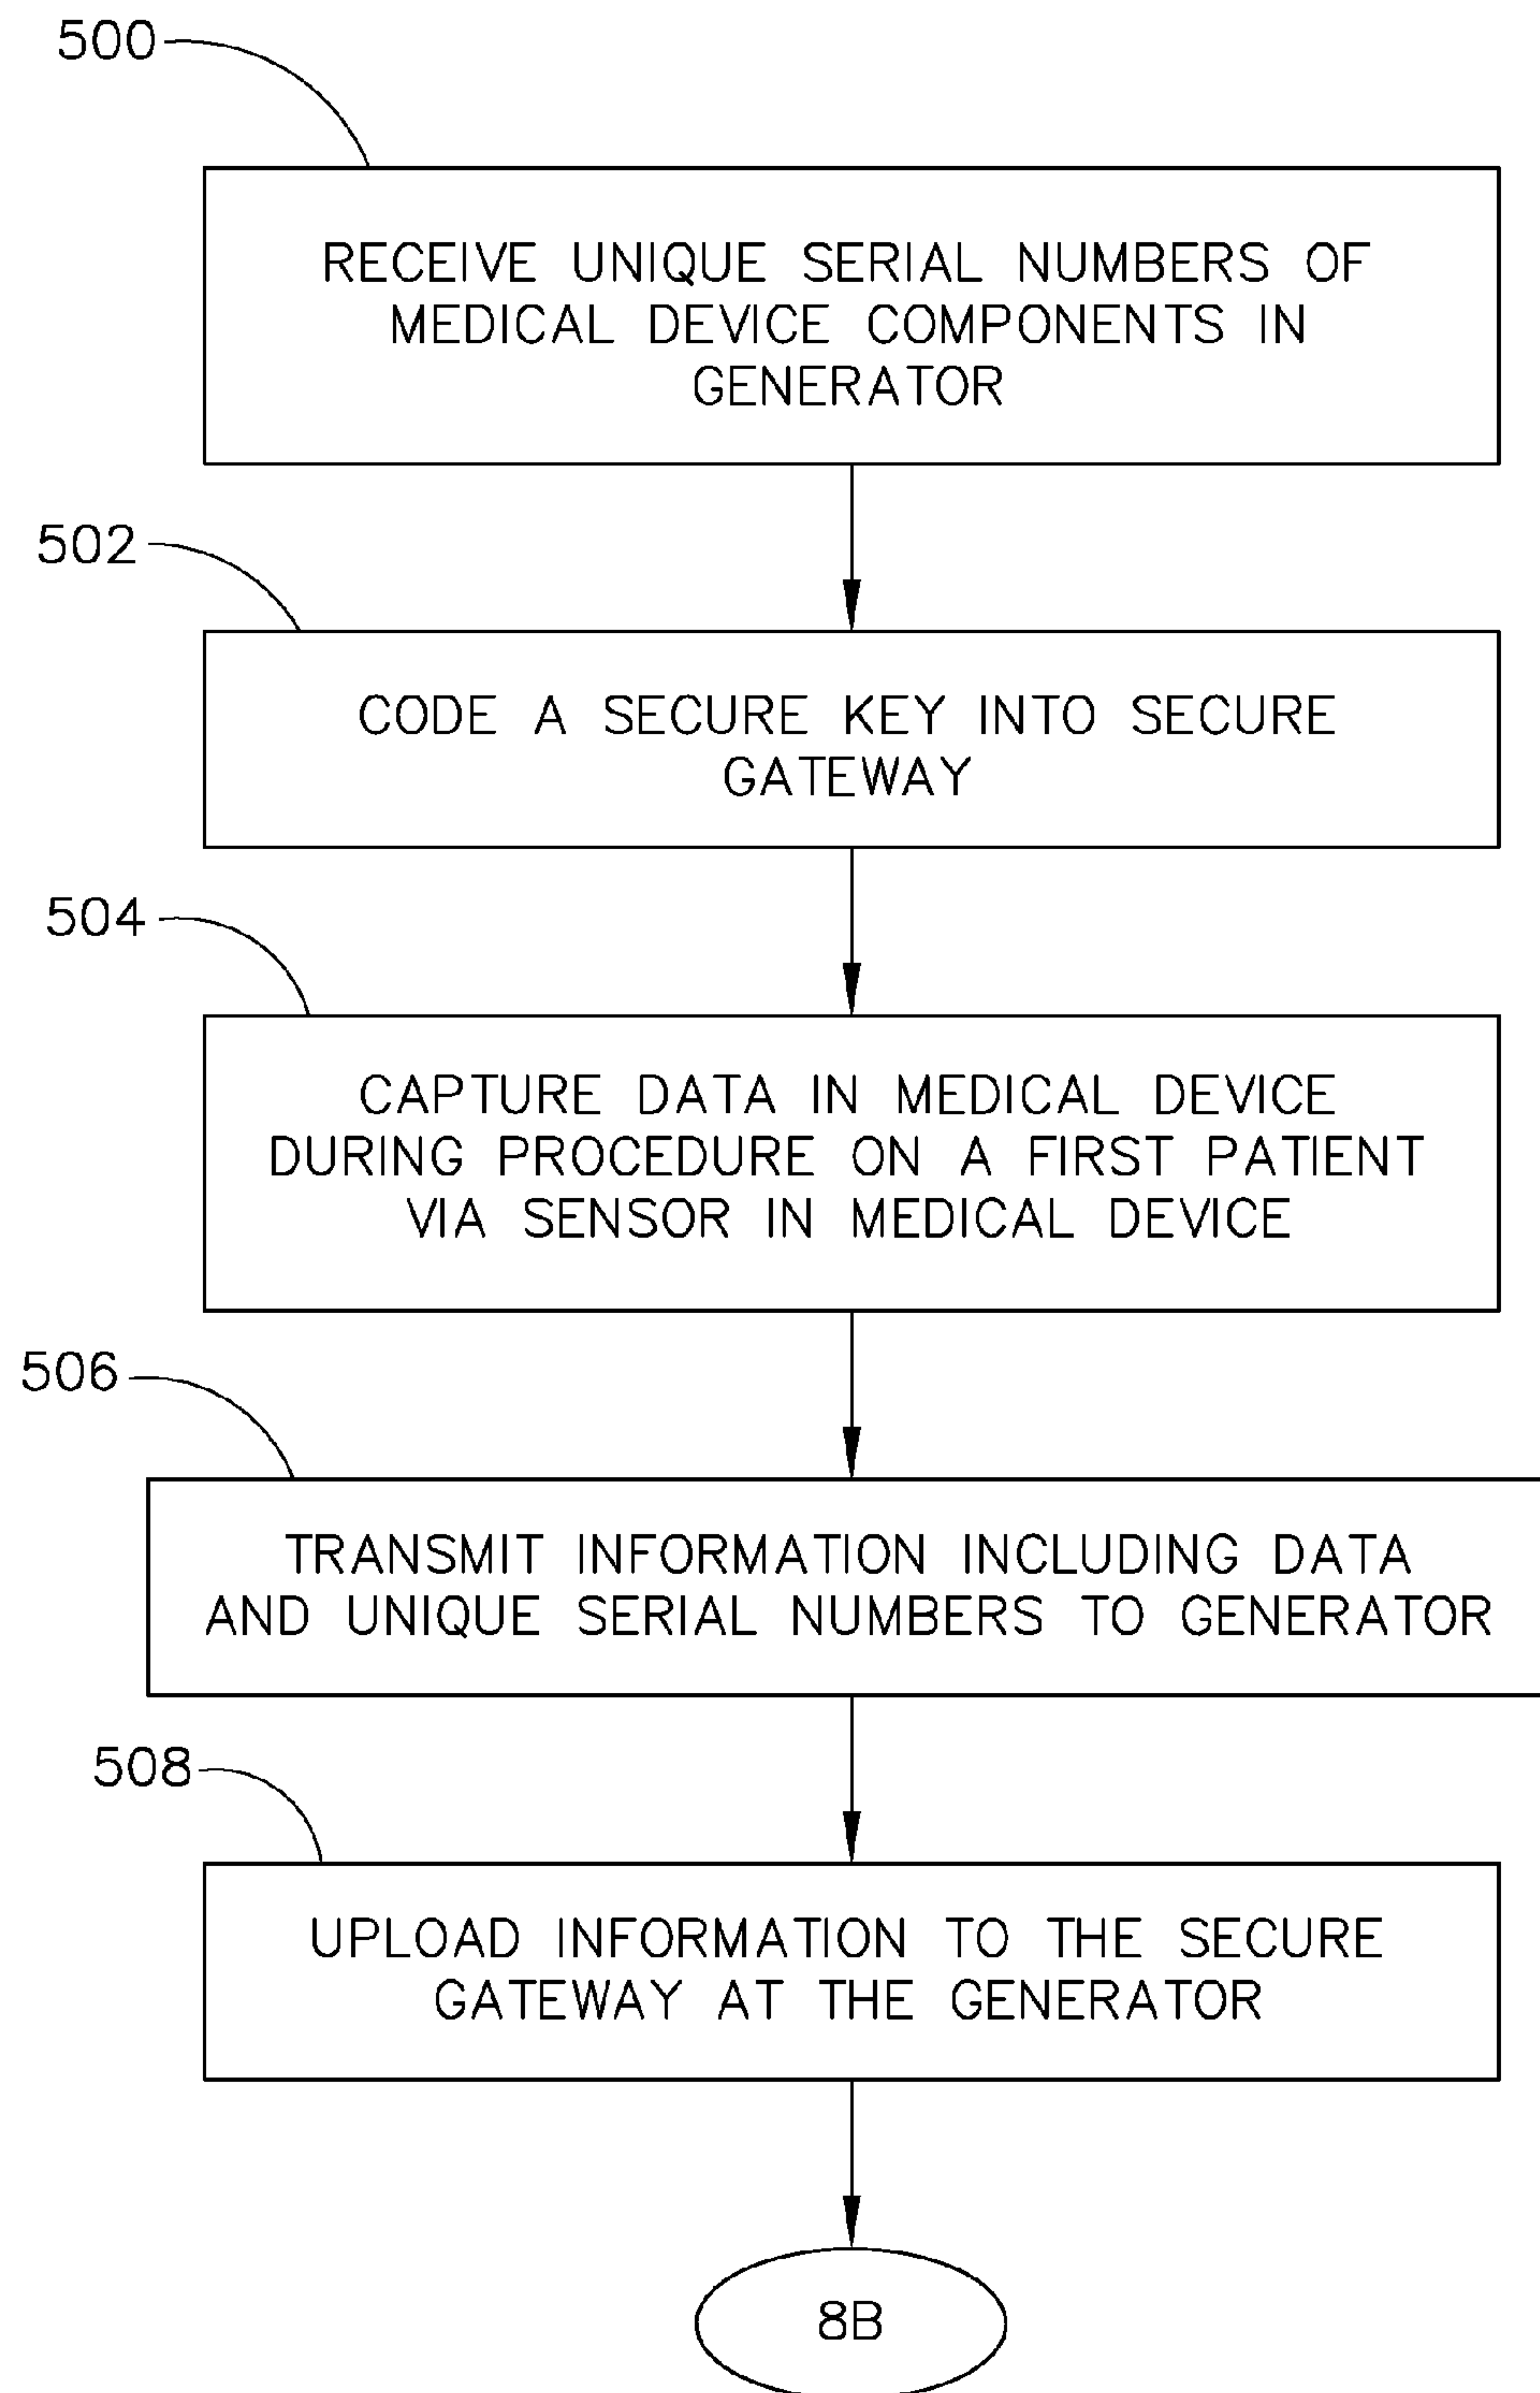 500
RECEIVE UNIQUE SERIAL NUMBERS OF
MEDICAL DEVICE COMPONENTS IN
GENERATOR
502
CODE A SECURE KEY INTO SECURE
GATEWAY
504
CAPTURE DATA IN MEDICAL DEVICE
DURING PROCEDURE ON A FIRST PATIENT
VIA SENSOR IN MEDICAL DEVICE
506
TRANSMIT INFORMATION INCLUDING DATA
AND UNIQUE SERIAL NUMBERS TO GENERATOR
508
UPLOAD INFORMATION TO THE SECURE
GATEWAY AT THE GENERATOR
8B